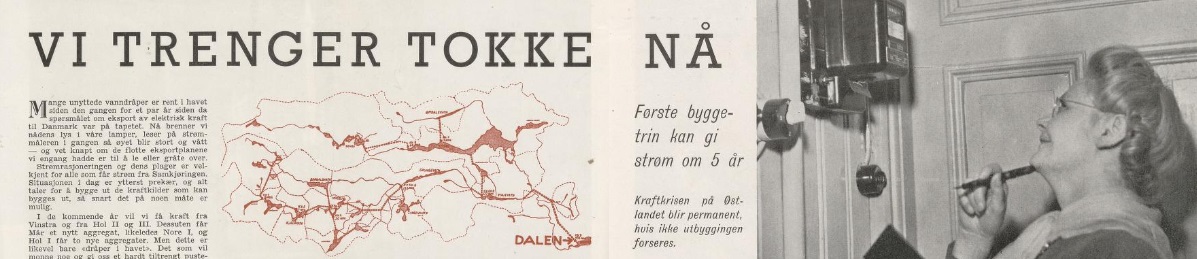 VI TRENGER TOKKE NÅ
Mange unyttede vanndråper er rent i havet
siden den gangen for et par år siden da
spørsmålet om eksport av elektrisk kraft
til Danmark var på tapetet. Nå brenner vi
nådens lys i våre lamper, leser på strøm-
måleren i gangen så øyet blir stort og vått
— og vet knapt om de flotte eksportplanene
vi engang hadde er til å le eller gråte over.
Strømrasjoneringen og dens plager er vel-
kjent for alle som får strøm fra Samkjøringen.
Situasjonen i dag er ytterst prekær, og alt
taler for å bygge ut de kraftkilder som kan
bygges ut, så snart det på noen måte er
mulig.
I de kommende år vil vi få kraft fra
Vinstra og fra Hol II og III. Dessuten får
Mår et nytt aggregat, likeledes Nore I, og
Hol I får to nye aggregater. Men dette er
likevel bare «dråper i havet». Det som vil
monne noe og gi oss et hardt tiltrengt puste-
DALEN
Første bygge-
trin kan gi
strøm om 5 år
Kraftkrisen på Øst-
landet blir permanent,
hvis ikke utbyggingen
forseres.